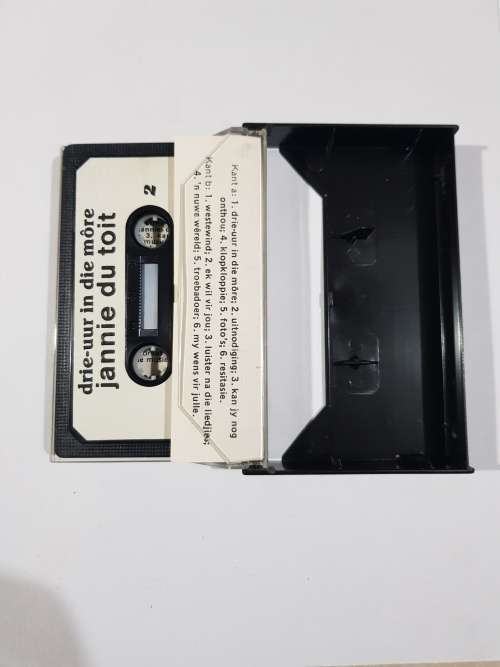 drie-uur in die môre
jannie du toit
2
Kant a: 1. drie-uur in die môre; 2. uitnodiging; 3. kan jy nog
onthou; 4. klopkloppie; 5. foto's; 6. resitasie.
Kant b: 1. westewind; 2. ek wil vir jou; 3. luister na die liedjies;
4. 'n nuwe wêreld; 5. troebadoer; 6. my wens vir julle.